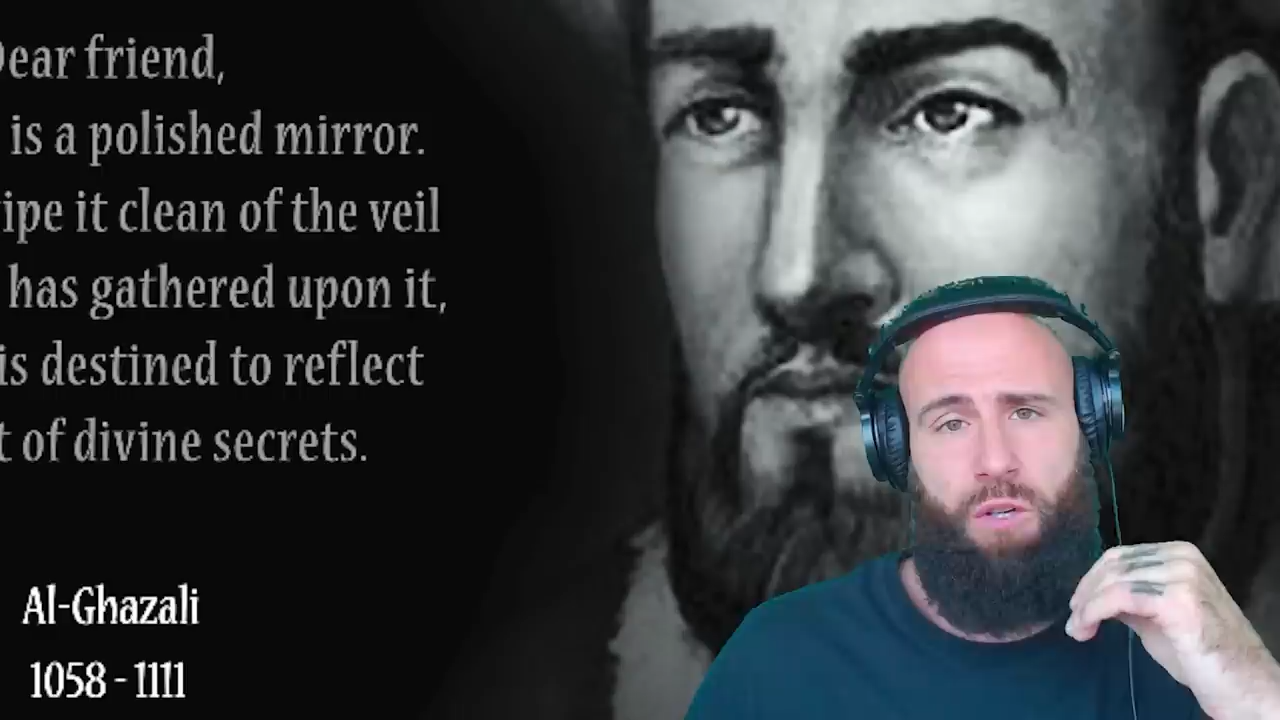 Dear friend,
is a polished mirror.
wipe it clean of the veil
has gathered upon it,
is destined to reflect
of divine secrets.
Al-Ghazali
1058 - 1111